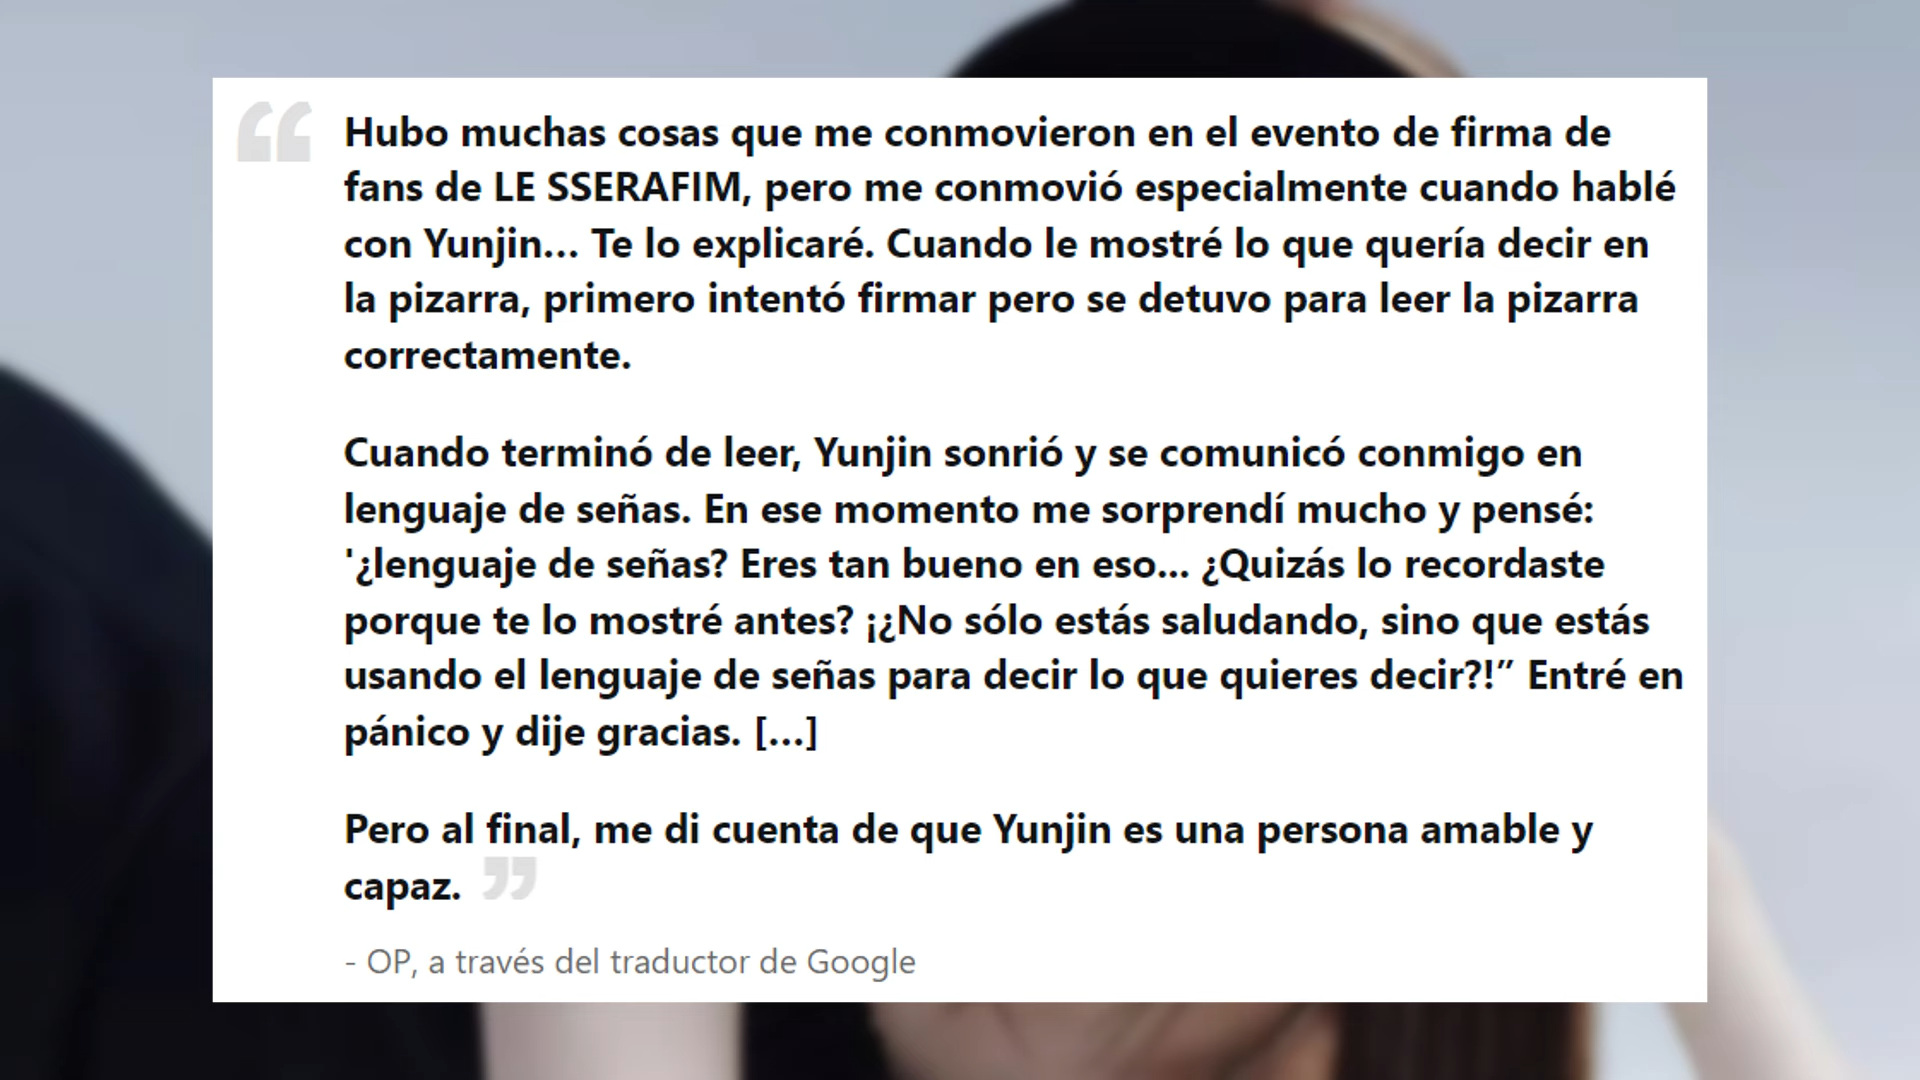 “ Hubo muchas cosas que me conmovieron en el evento de firma de
fans de LE SSERAFIM, pero me conmovió especialmente cuando hablé
con Yunjin… Te lo explicaré. Cuando le mostré lo que quería decir en
la pizarra, primero intentó firmar pero se detuvo para leer la pizarra
correctamente.
Cuando terminó de leer, Yunjin sonrió y se comunicó conmigo en
lenguaje de señas. En ese momento me sorprendí mucho y pensé:
'¿lenguaje de señas? Eres tan bueno en eso... ¿Quizás lo recordaste
porque te lo mostré antes? ¡¿No sólo estás saludando, sino que estás
usando el lenguaje de señas para decir lo que quieres decir?!” Entré en
pánico y dije gracias. […]
Pero al final, me di cuenta de que Yunjin es una persona amable y
capaz. ”
- OP, a través del traductor de Google